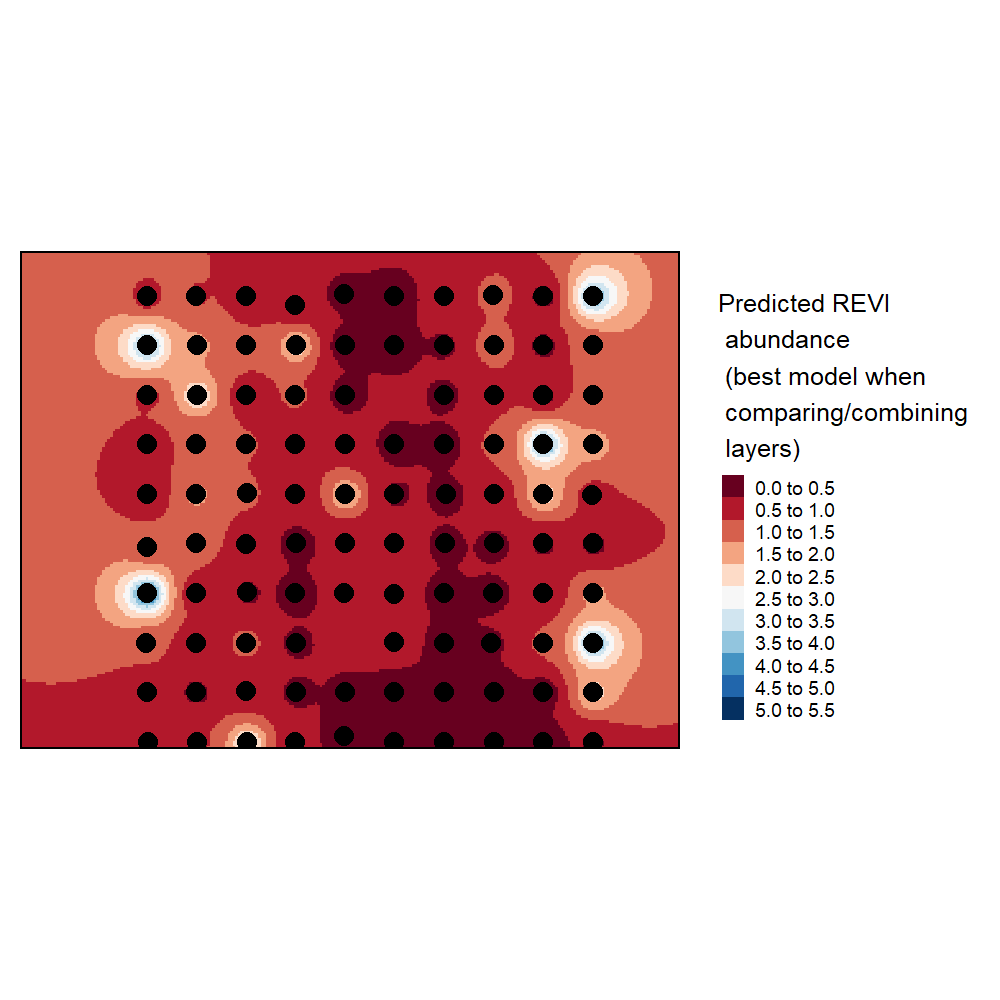 Predicted REVI
abundance
(best model when
comparing/combining
layers)
0.0 to 0.5
0.5 to 1.0
1.0 to 1.5
1.5 to 2.0
2.0 to 2.5
2.5 to 3.0
3.0 to 3.5
3.5 to 4.0
4.0 to 4.5
4.5 to 5.0
5.0 to 5.5